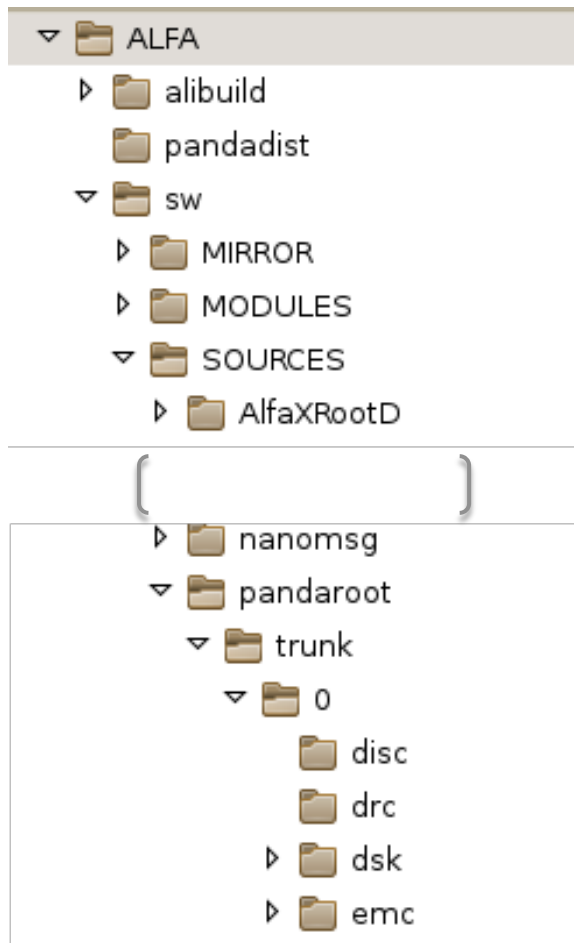 ALFA
alibuild
pandadist
sw
MIRROR
MODULES
SOURCES
AlfaXRootD
nanomsg
pandaroot
trunk
0
disc
drc
dsk
emc